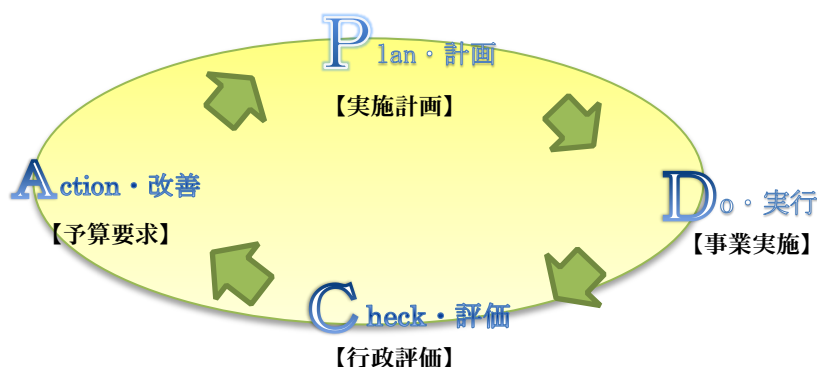 Plan・計画
【実施計画】
Action・改善
【予算要求】
Do・実行
【事業実施】
Check・評価
【行政評価】